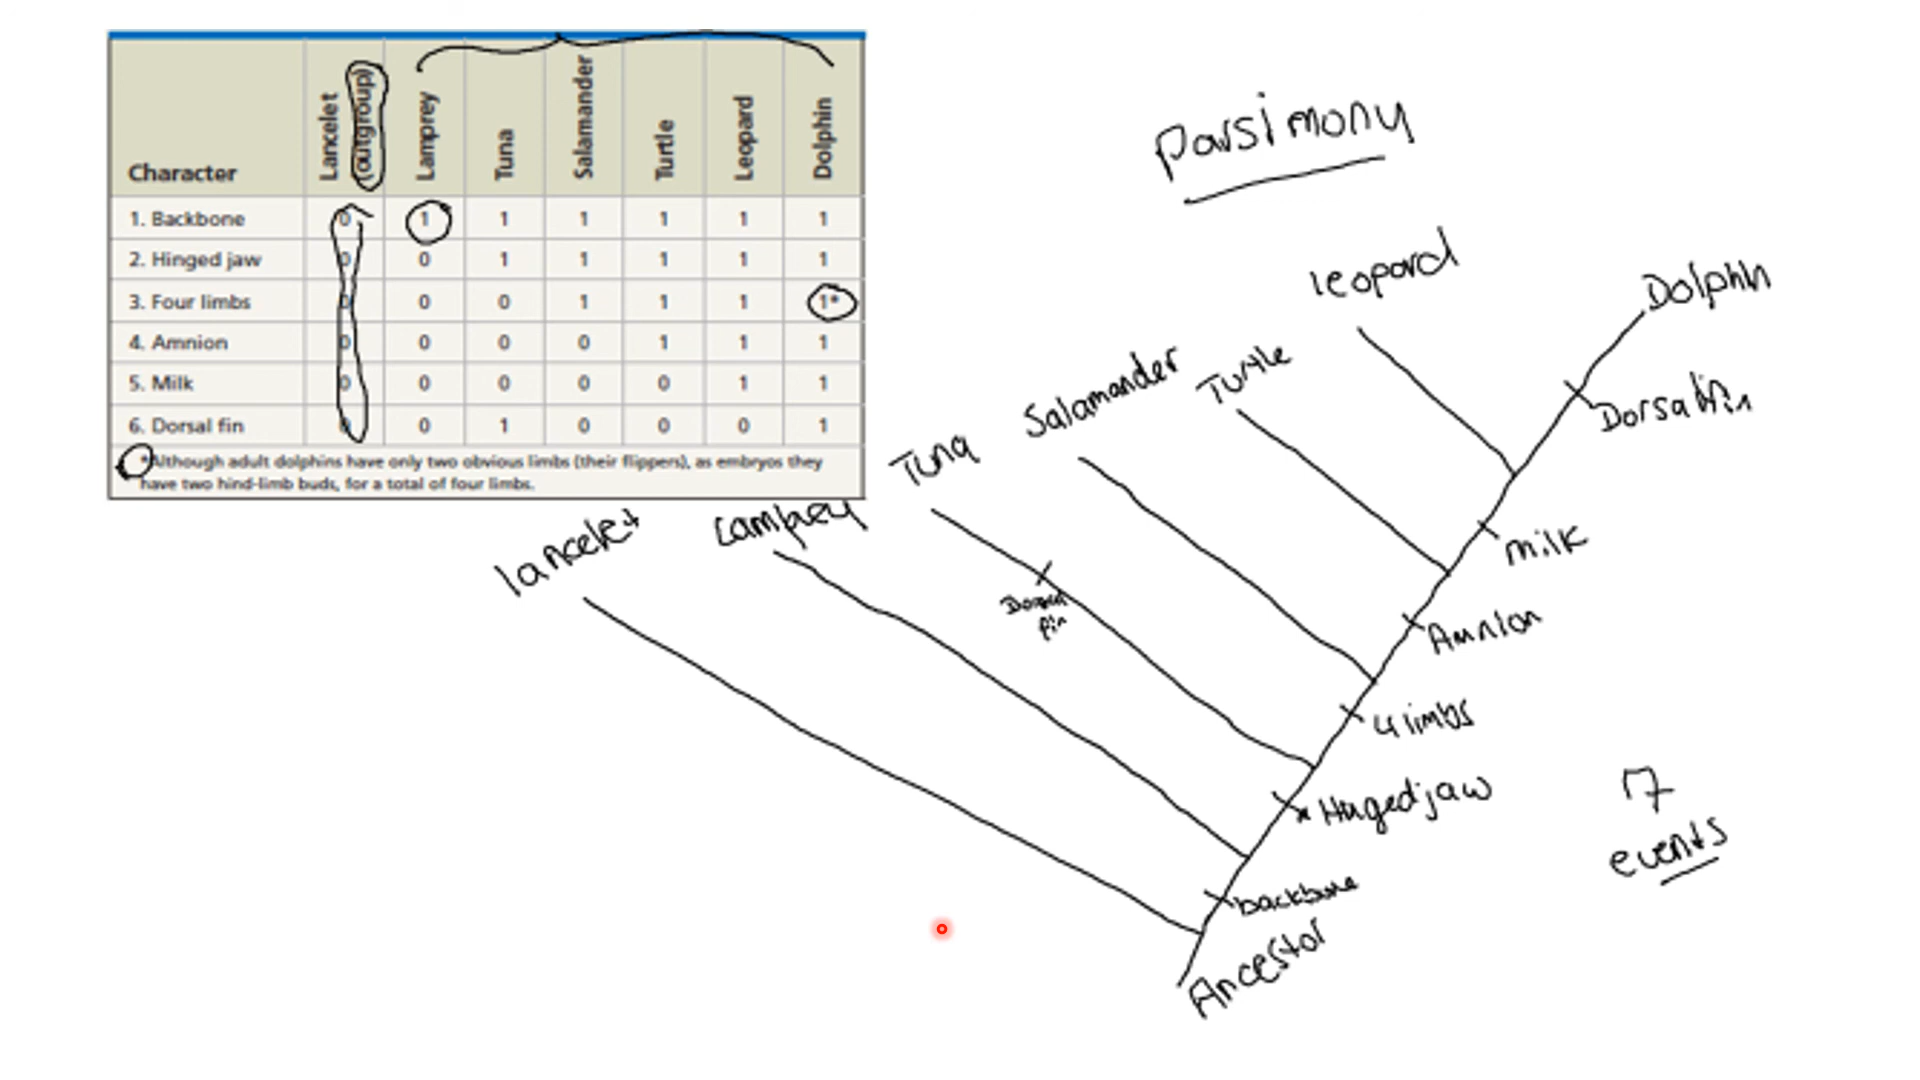 Character Lancelet (outgroup) Lamprey Tuna Salamander Turtle Leopard Dolphin
1. Backbone 0 1 1 1 1 1 1
2. Hinged jaw 0 0 1 1 1 1 1
3. Four limbs 0 0 0 1 1 1 1*
4. Amnion 0 0 0 0 1 1 1
5. Milk 0 0 0 0 0 1 1
6. Dorsal fin 0 0 1 0 0 0 1
*Although adult dolphins have only two obvious limbs (their flippers), as embryos they
have two hind-limb buds, for a total of four limbs.
Parsimony
lancelet
Lamprey
Tuna
Salamander
Turtle
leopard
Dolphin
Dorsal fin
Dorsal
fin
milk
Amnion
4 limbs
Hinged jaw
backbone
Ancestor
7
events